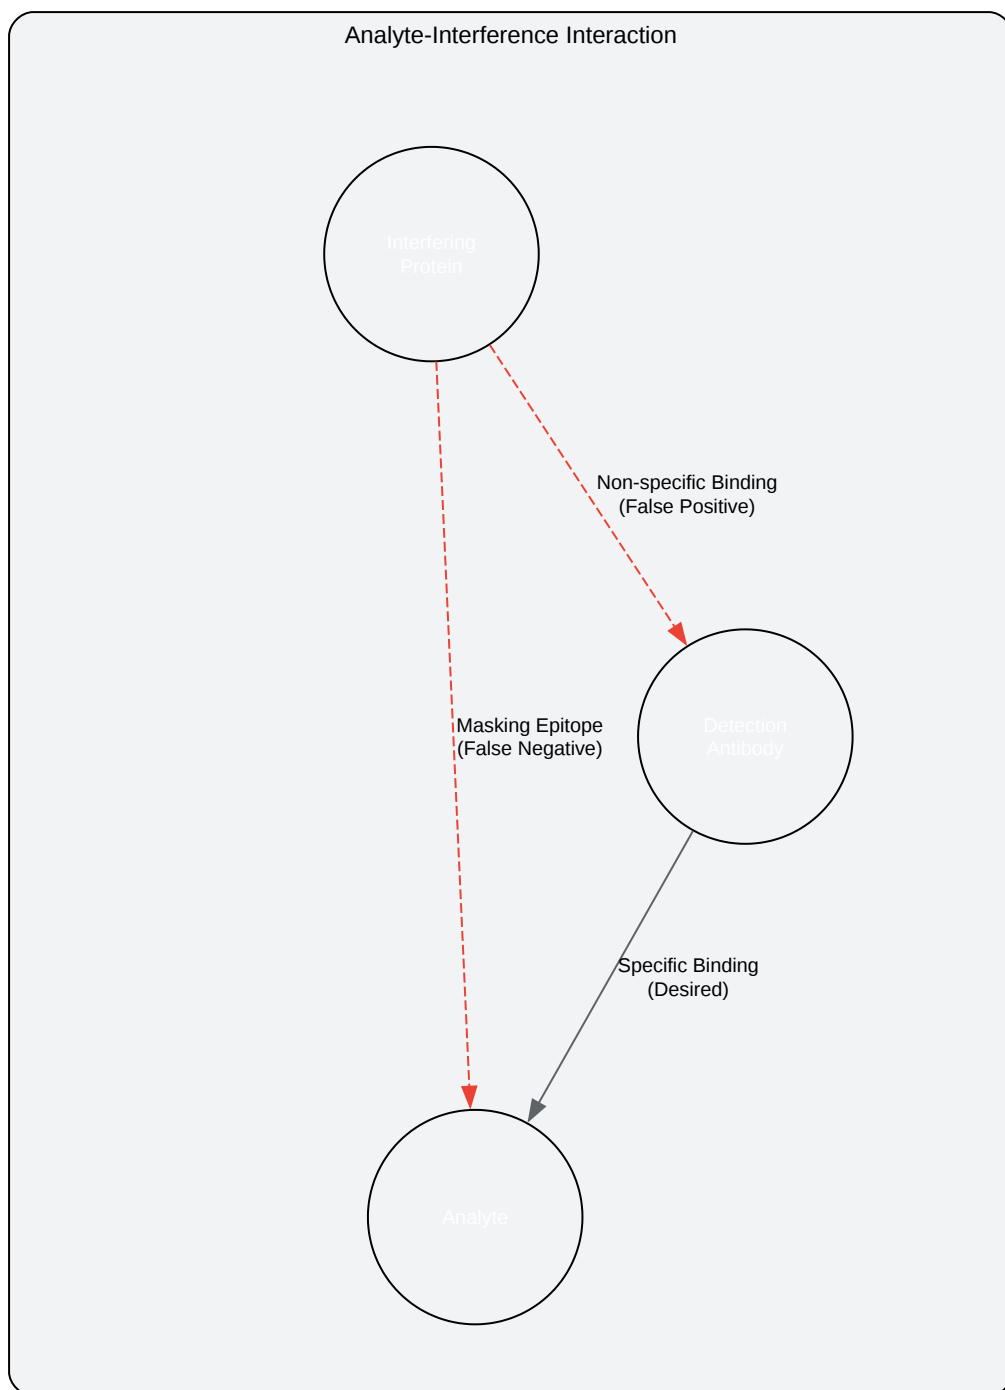 Analyte-Interference Interaction
Interfering
Protein
Non-specific Binding
(False Positive)
Masking Epitope
(False Negative)
Detection
Antibody
Specific Binding
(Desired)
Analyte